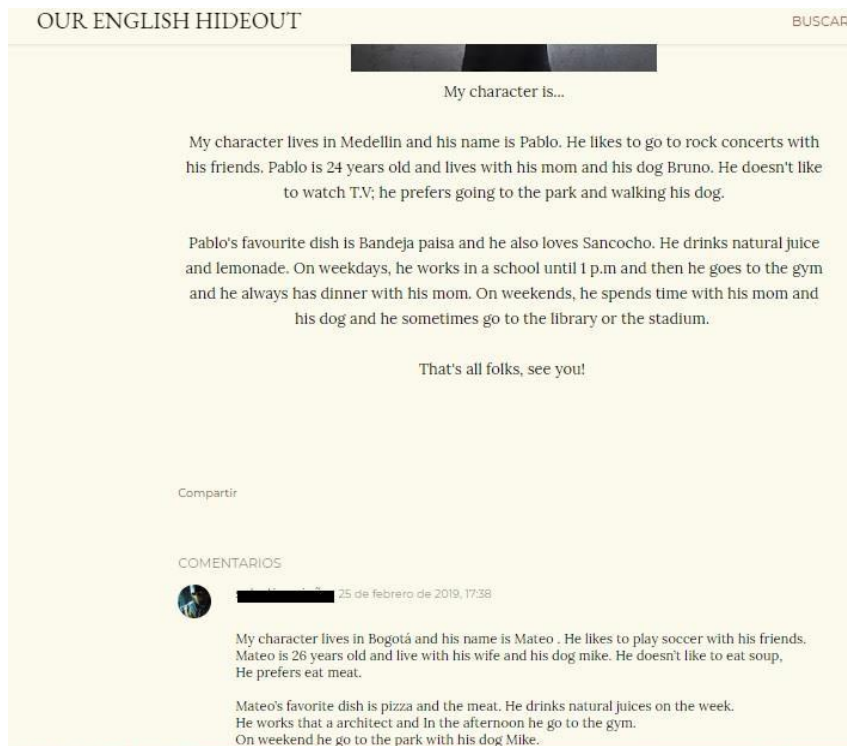 OUR ENGLISH HIDEOUT
BUSCAR
My character is...
My character lives in Medellin and his name is Pablo. He likes to go to rock concerts with
his friends. Pablo is 24 years old and lives with his mom and his dog Bruno. He doesn't like
to watch T.V; he prefers going to the park and walking his dog.
Pablo's favourite dish is Bandeja paisa and he also loves Sancocho. He drinks natural juice
and lemonade. On weekdays, he works in a school until 1 p.m and then he goes to the gym
and he always has dinner with his mom. On weekends, he spends time with his mom and
his dog and he sometimes go to the library or the stadium.
That's all folks, see you!
Compartir
COMENTARIOS
25 de febrero de 2019, 17:38
My character lives in Bogotá and his name is Mateo . He likes to play soccer with his friends.
Mateo is 26 years old and live with his wife and his dog mike. He doesn't like to eat soup,
He prefers eat meat.
Mateo's favorite dish is pizza and the meat. He drinks natural juices on the week.
He works that a architect and In the afternoon he go to the gym.
On weekend he go to the park with his dog Mike.